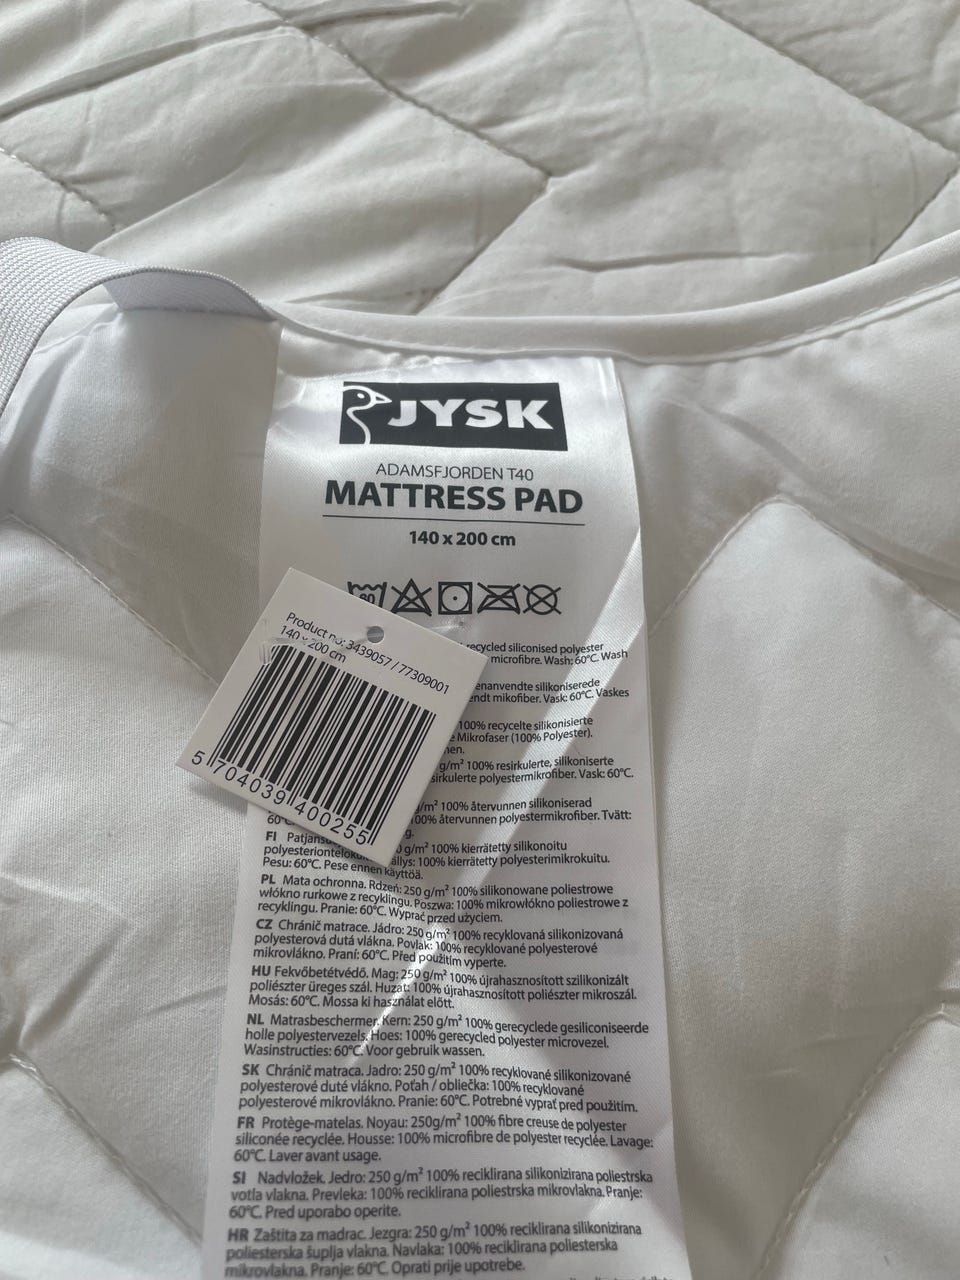 JYSK
ADAMSFJORDEN T40
MATTRESS PAD
140 x 200 cm
60
Product no: 3439057 / 77309001
140 x 200 cm
5 704039 400255
recycled siliconised polyester
microfibre. Wash: 60°C. Wash
enanvendte silikoniserede
endt mikofiber. Vask: 60°C. Vaskes
100% recycelte silikonisierte
e Mikrofaser (100% Polyester).
en.
g/m² 100% resirkulerte, silikoniserte
sirkulerte polyestermikrofiber. Vask: 60°C.
g/m² 100% återvunnen silikoniserad
100% återvunnen polyestermikrofiber. Tvätt:
60°C
g.
FI 0 g/m² 100% kierrätetty silikonoitu
100% kierrätetty polyesterimikrokuitu.
Pesu: 60°C. Pese ennen käyttöä.
PL Mata ochronna. Rdzeń: 250 g/m² 100% silikonowane poliestrowe
włókno rurkowe z recyklingu. Poszwa: 100% mikrowłókno poliestrowe z
recyklingu. Pranie: 60°C. Wyprać przed użyciem.
CZ Chránič matrace. Jádro: 250 g/m² 100% recyklovaná silikonizovaná
polyesterová dutá vlákna. Povlak: 100% recyklované polyesterové
mikrovlákno. Praní: 60°C. Před použitím vyperte.
HU Fekvőbetétvédő. Mag: 250 g/m² 100% újrahasznosított szilikonizált
poliészter üreges szál. Huzat: 100% újrahasznosított poliészter mikroszál.
Mosás: 60°C. Mossa ki használat előtt.
NL Matrasbeschermer. Kern: 250 g/m² 100% gerecyclede gesiliconiseerde
holle polyestervezels. Hoes: 100% gerecycled polyester microvezel.
Wasinstructies: 60°C. Voor gebruik wassen.
SK Chránič matraca. Jadro: 250 g/m² 100% recyklované silikonizované
polyesterové duté vlákno. Poťah / obliečka: 100% recyklované
polyesterové mikrovlákno. Pranie: 60°C. Potrebné vyprať pred použitím.
FR Protège-matelas. Noyau: 250g/m² 100% fibre creuse de polyester
siliconée recyclée. Housse: 100% microfibre de polyester recyclée. Lavage:
60°C. Laver avant usage.
SI Nadvložek. Jedro: 250 g/m² 100% reciklirana silikonizirana poliestrska
votla vlakna. Prevleka: 100% reciklirana poliestrska mikrovlakna. Pranje:
60°C. Pred uporabo operite.
HR Zaštita za madrac. Jezgra: 250 g/m² 100% reciklirana silikonizirana
poliesterska šuplja vlakna. Navlaka: 100% reciklirana poliesterska
mikrovlakna. Pranje: 60°C. Oprati prije upotrebe.